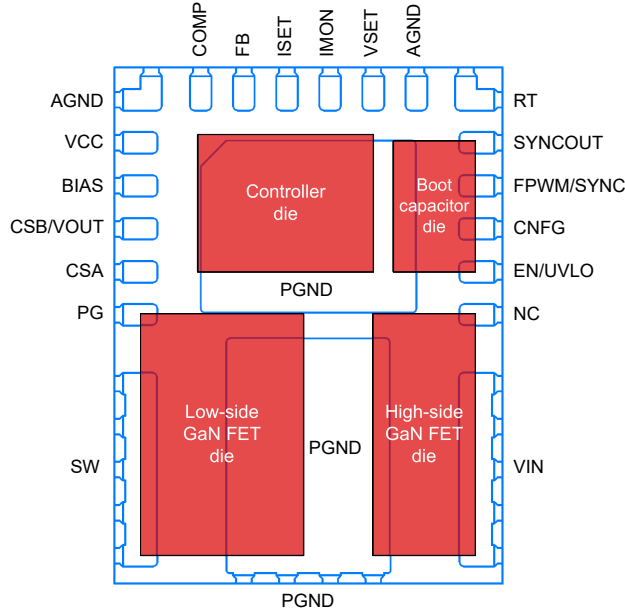 COMP
FB
ISET
IMON
VSET
AGND
AGND
RT
VCC
SYNCOUT
BIAS
FPWM/SYNC
CSB/VOUT
CNFG
CSA
EN/UVLO
PG
NC
Controller
die
Boot
capacitor
die
PGND
Low-side
GaN FET
die
PGND
High-side
GaN FET
die
SW
VIN
PGND